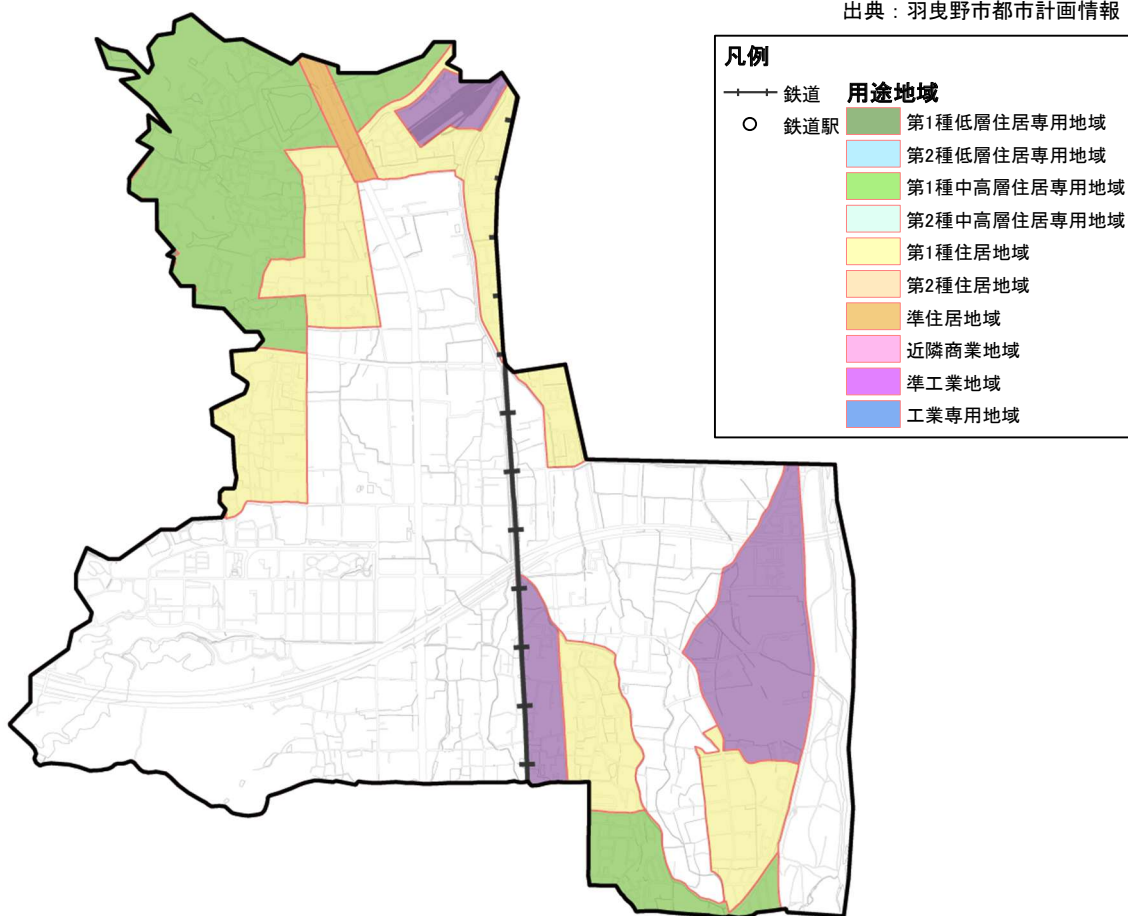 出典：羽曳野市都市計画情報
凡例
鉄道
鉄道駅
用途地域
第1種低層住居専用地域
第2種低層住居専用地域
第1種中高層住居専用地域
第2種中高層住居専用地域
第1種住居地域
第2種住居地域
準住居地域
近隣商業地域
準工業地域
工業専用地域